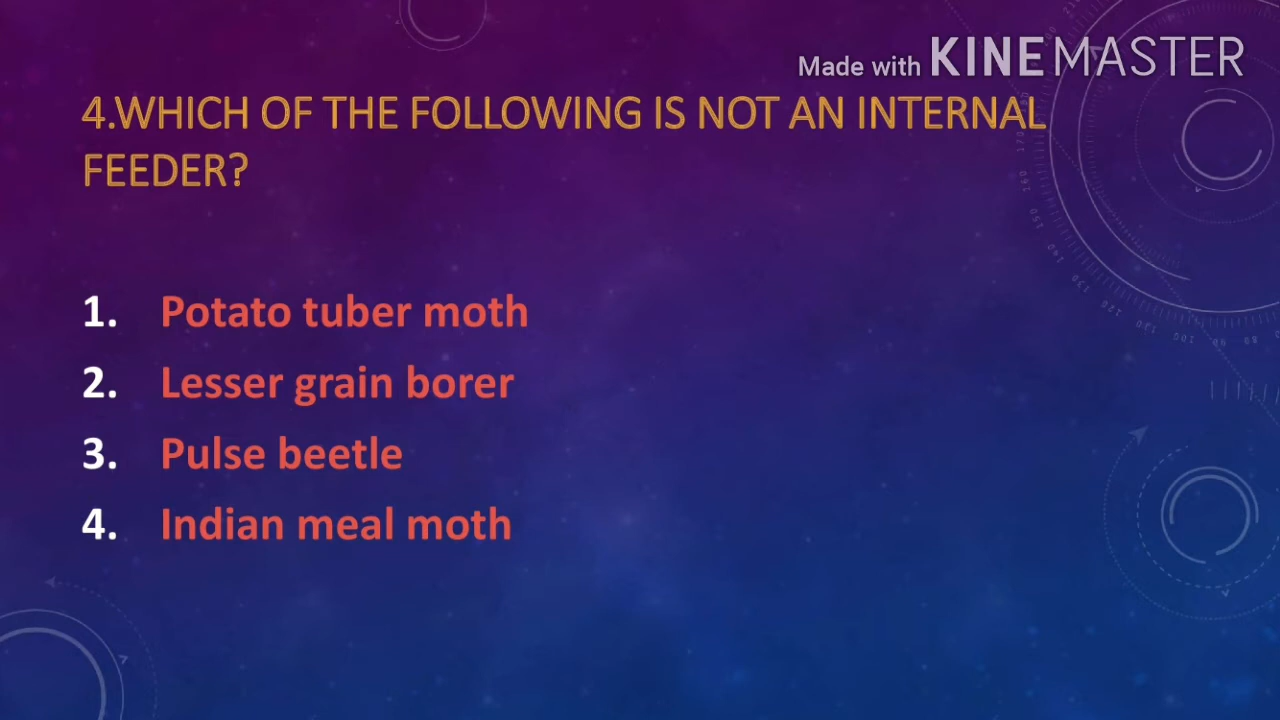 Made with KINEMASTER
4.WHICH OF THE FOLLOWING IS NOT AN INTERNAL
FEEDER?
1. Potato tuber moth
2. Lesser grain borer
3. Pulse beetle
4. Indian meal moth